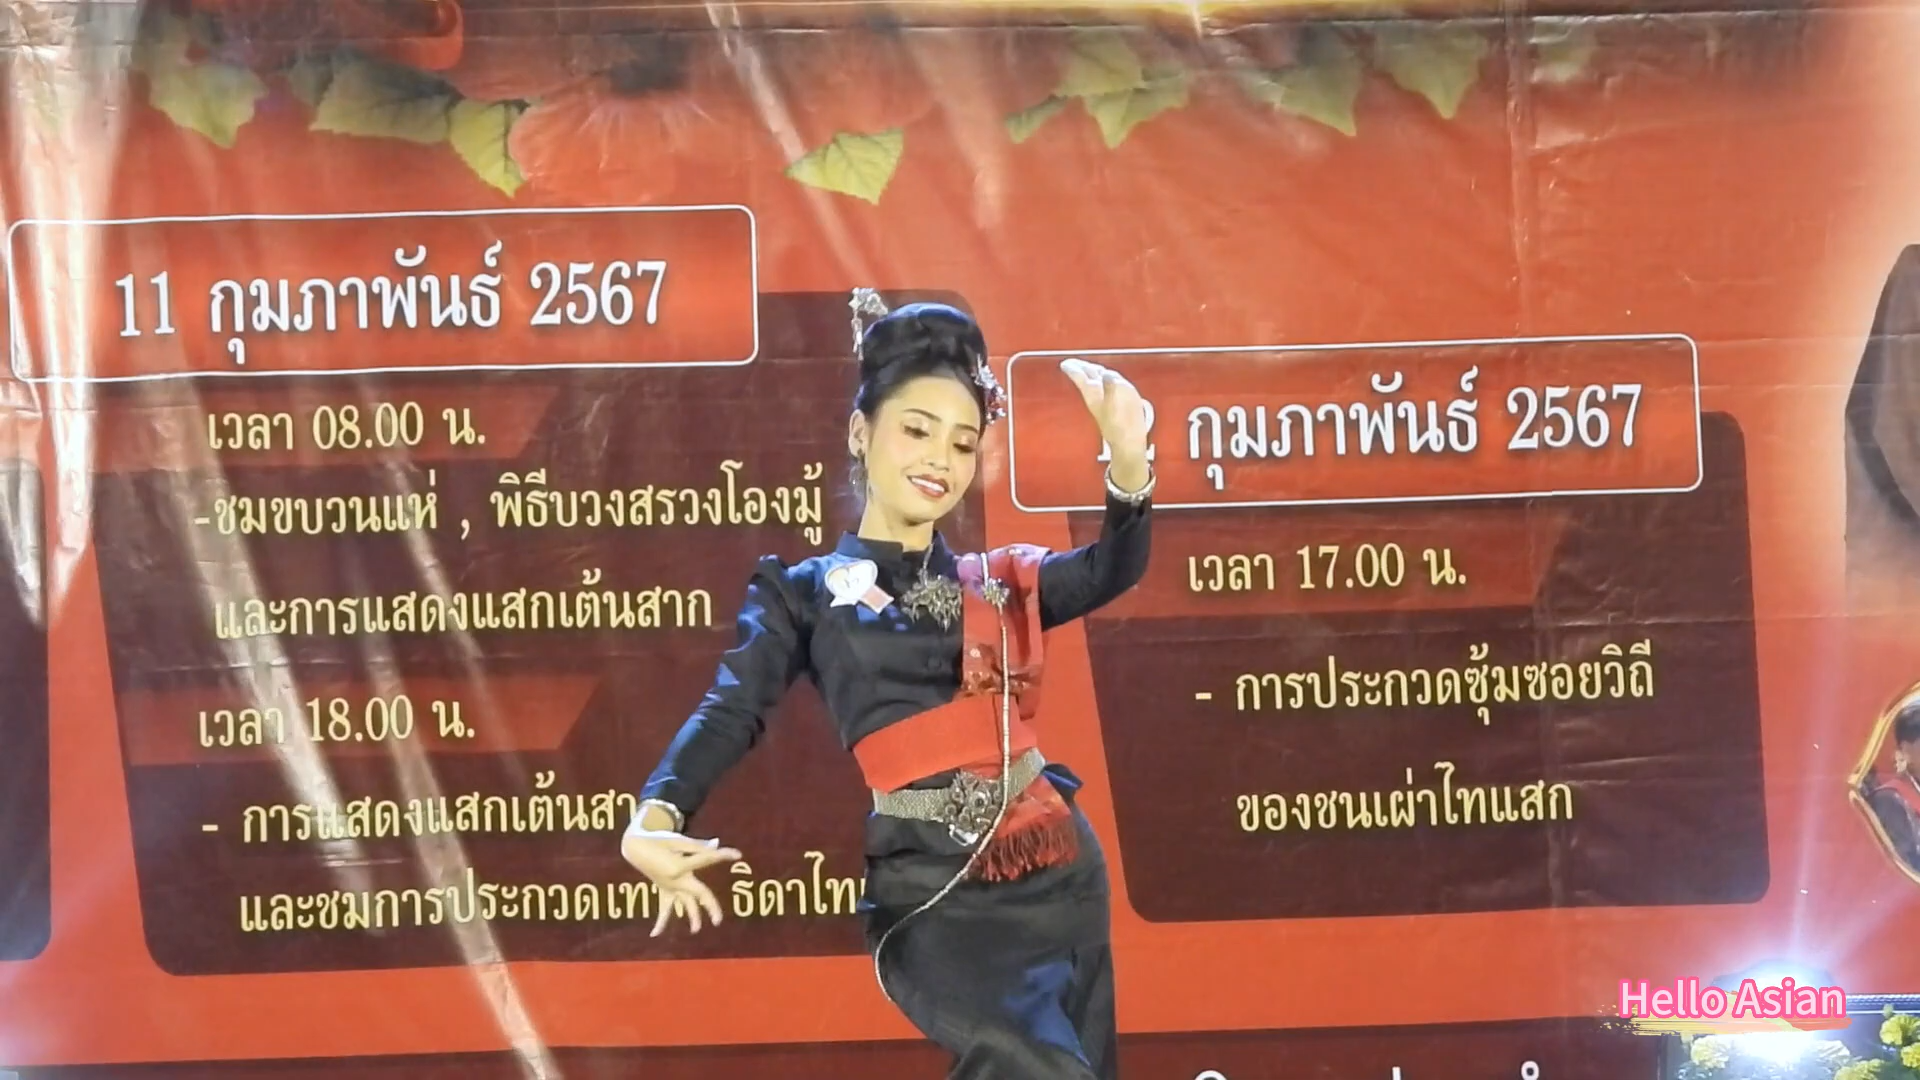 11 กุมภาพันธ์ 2567
เวลา 08.00 น.
-ชมขบวนแห่ , พิธีบวงสรวงโองมู้
และการแสดงแสกเต้นสาก
เวลา 18.00 น.
- การแสดงแสกเต้นสา
และชมการประกวดเท ธิดาไท
12 กุมภาพันธ์ 2567
เวลา 17.00 น.
- การประกวดซุ้มซอยวิถี
ของชนเผ่าไทแสก
Hello Asian